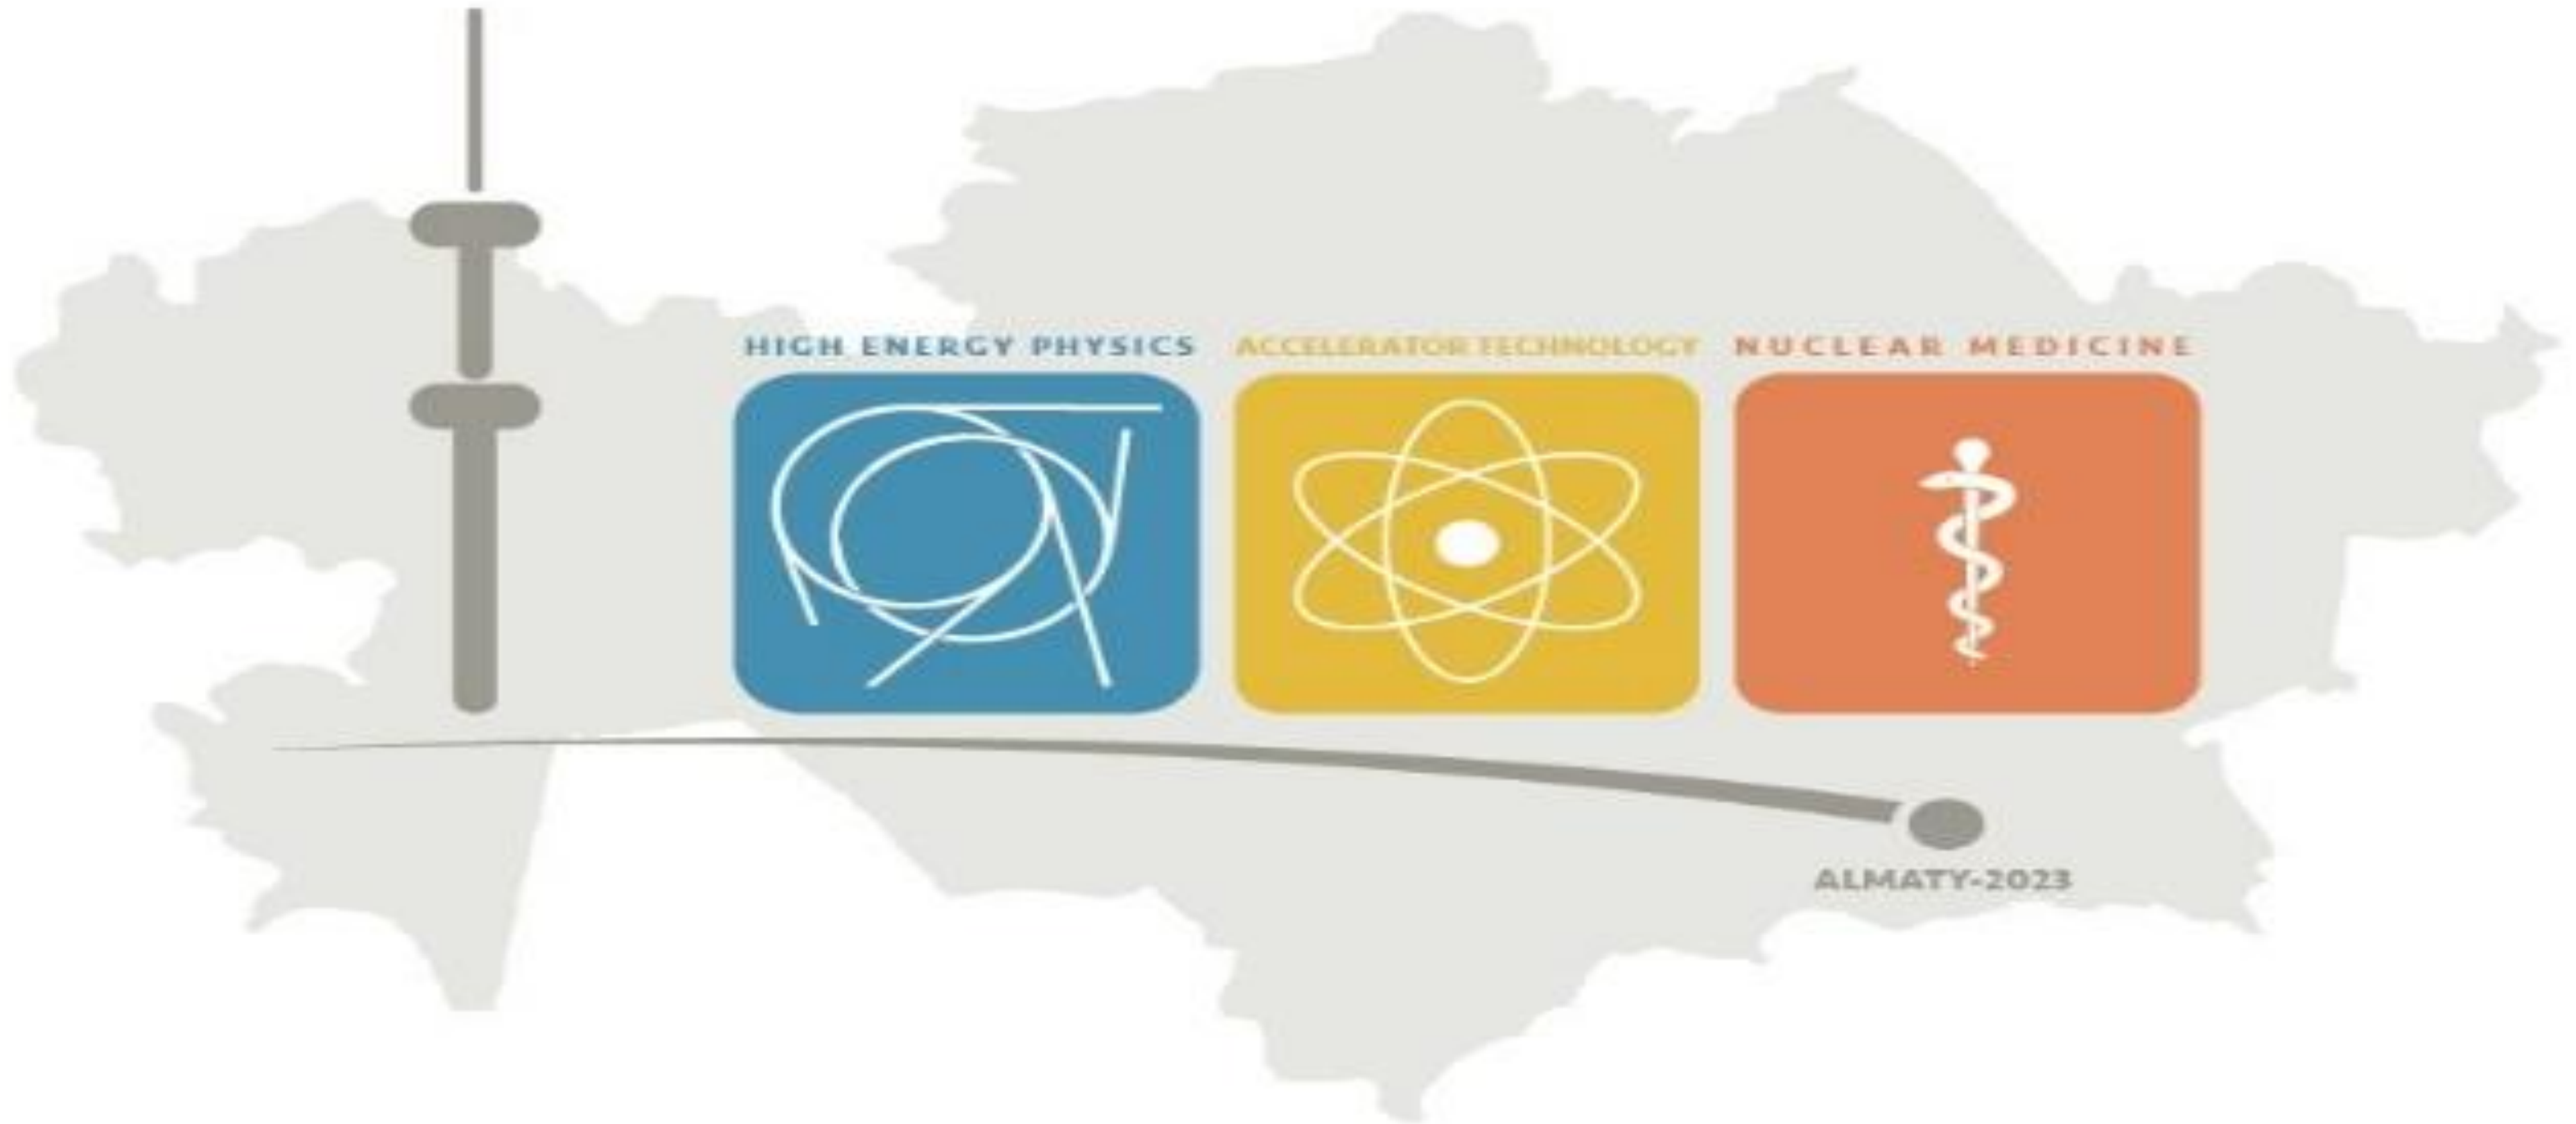 HIGH ENERGY PHYSICS
ACCELERATOR TECHNOLOGY
NUCLEAR MEDICINE
ALMATY-2023